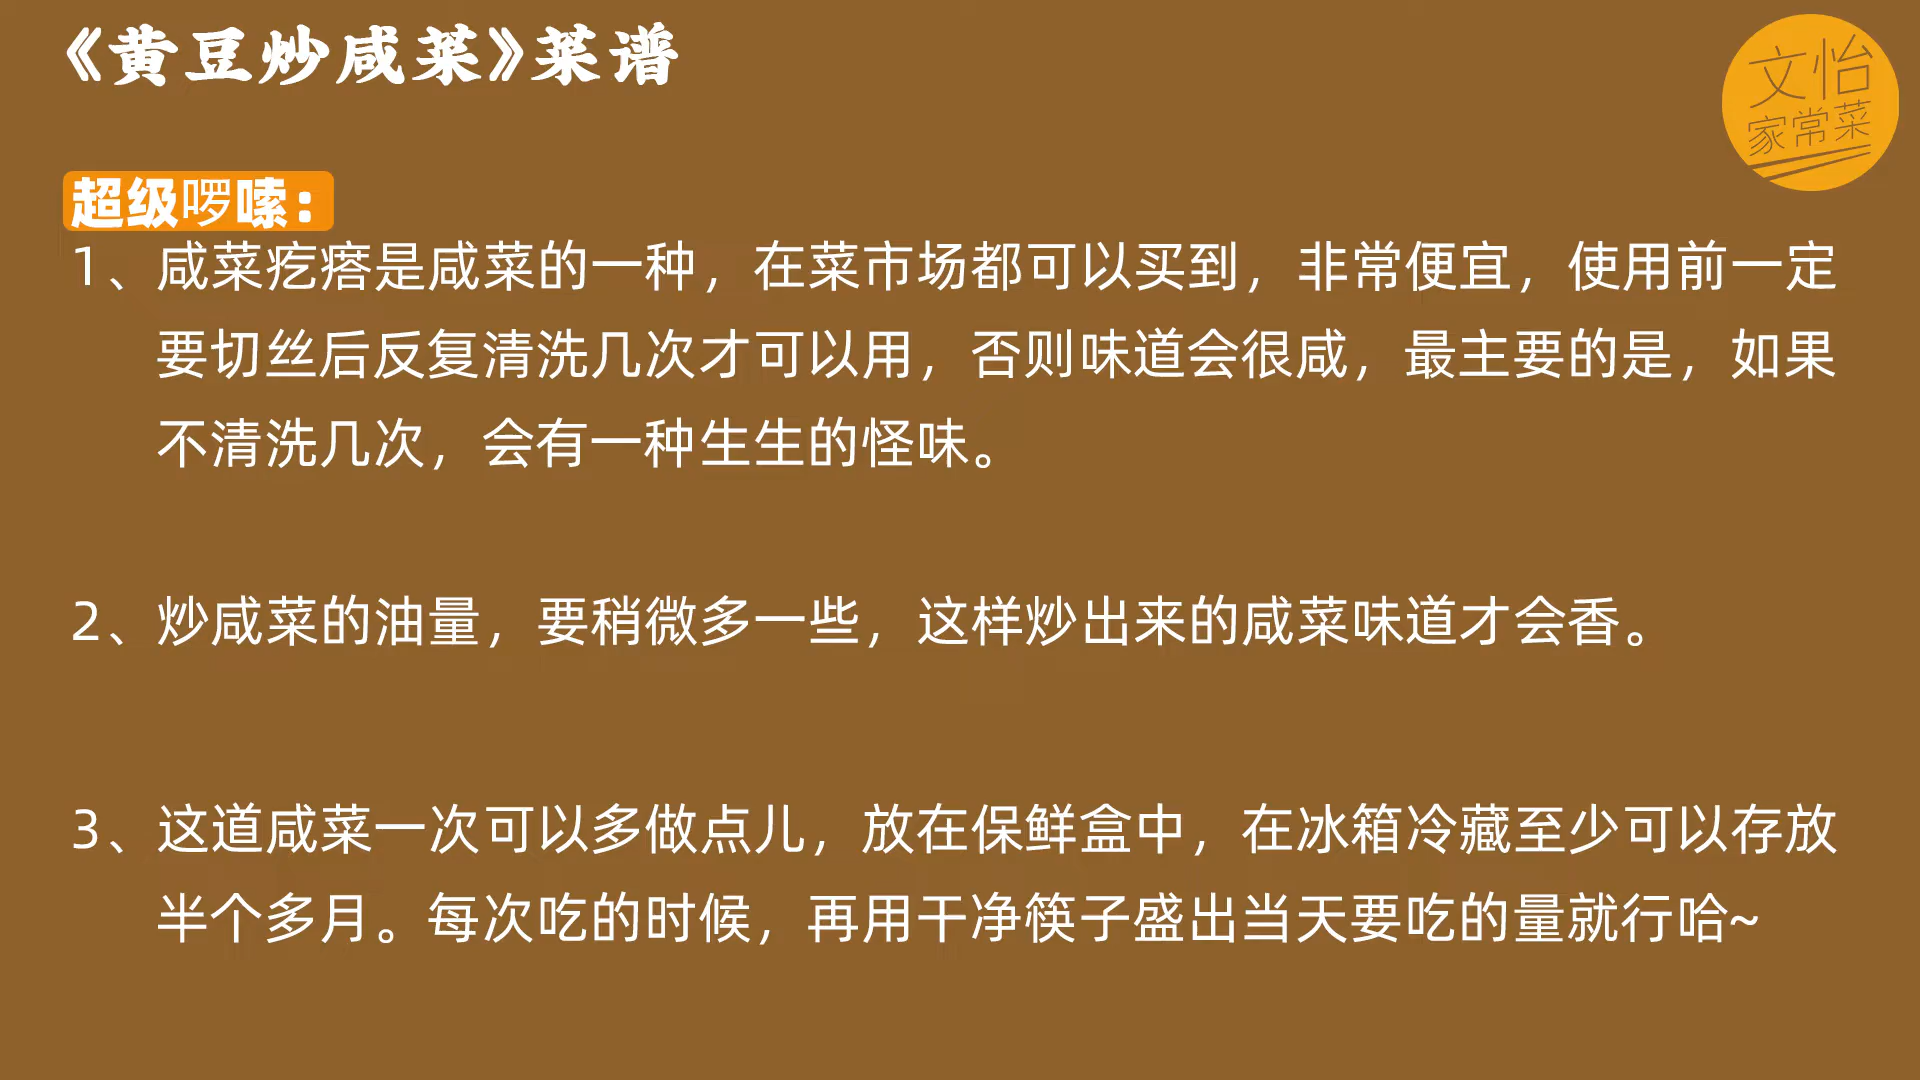 《黄豆炒咸菜》菜谱
文怡
家常菜
超级啰嗦：
1、咸菜疙瘩是咸菜的一种，在菜市场都可以买到，非常便宜，使用前一定
要切丝后反复清洗几次才可以用，否则味道会很咸，最主要的是，如果
不清洗几次，会有一种生生的怪味。
2、炒咸菜的油量，要稍微多一些，这样炒出来的咸菜味道才会香。
3、这道咸菜一次可以多做点儿，放在保鲜盒中，在冰箱冷藏至少可以存放
半个多月。每次吃的时候，再用干净筷子盛出当天要吃的量就行哈~